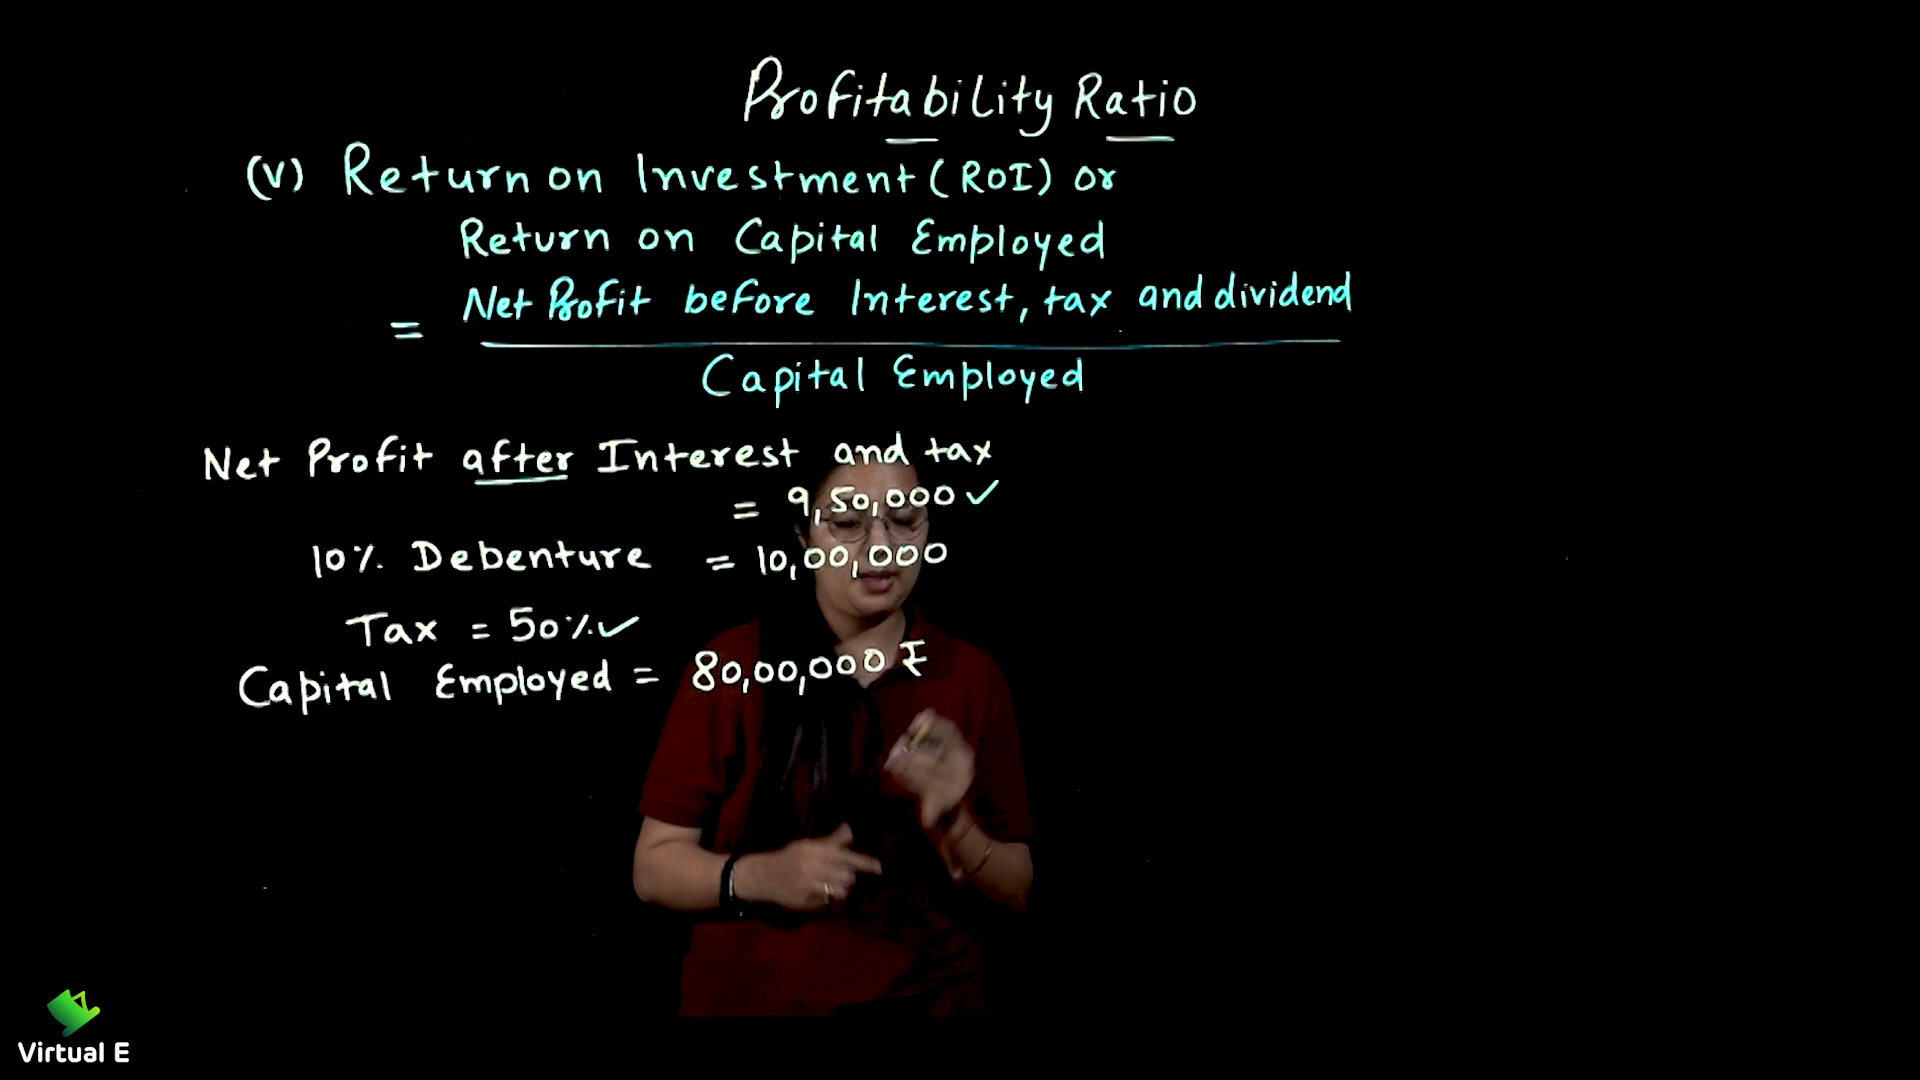 Profitability Ratio
(V) Return on Investment (ROI) or
Return on Capital Employed
= Net Profit before Interest, tax and dividend
Capital Employed
Net Profit after Interest and tax
= 9,50,000 ✓
10% Debenture = 10,00,000
Tax = 50% ✓
Capital Employed = 80,00,000 ₹
Virtual E